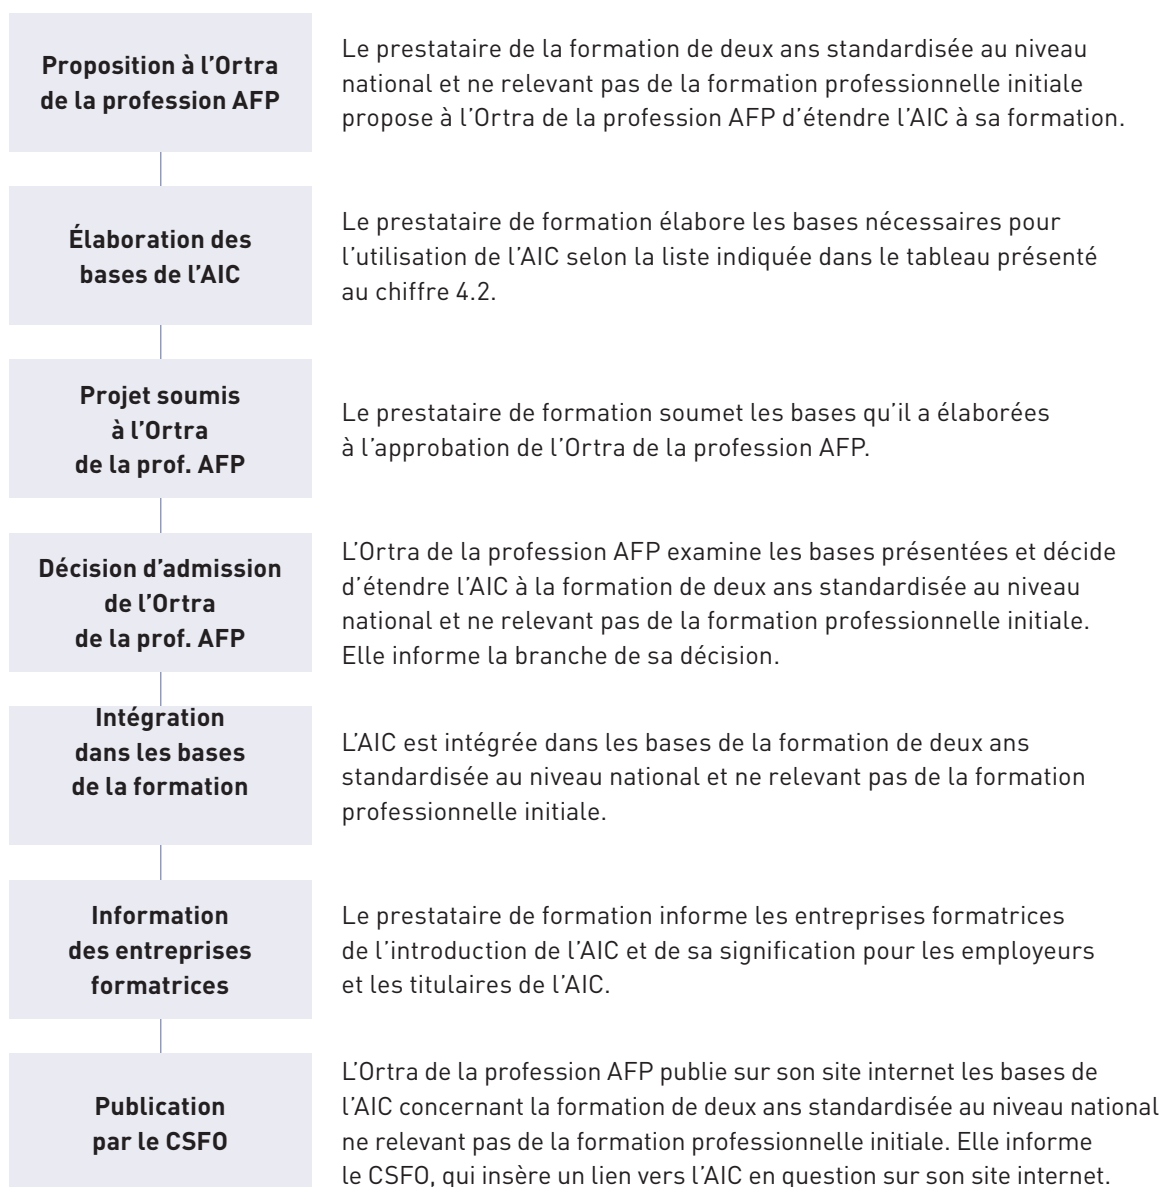 Proposition à l’Ortra
de la profession AFP
Le prestataire de la formation de deux ans standardisée au niveau
national et ne relevant pas de la formation professionnelle initiale
propose à l’Ortra de la profession AFP d’étendre l’AIC à sa formation.
Élaboration des
bases de l’AIC
Le prestataire de formation élabore les bases nécessaires pour
l’utilisation de l’AIC selon la liste indiquée dans le tableau présenté
au chiffre 4.2.
Projet soumis
à l’Ortra
de la prof. AFP
Le prestataire de formation soumet les bases qu’il a élaborées
à l’approbation de l’Ortra de la profession AFP.
Décision d’admission
de l’Ortra
de la prof. AFP
L’Ortra de la profession AFP examine les bases présentées et décide
d’étendre l’AIC à la formation de deux ans standardisée au niveau
national et ne relevant pas de la formation professionnelle initiale.
Elle informe la branche de sa décision.
Intégration
dans les bases
de la formation
L’AIC est intégrée dans les bases de la formation de deux ans
standardisée au niveau national et ne relevant pas de la formation
professionnelle initiale.
Information
des entreprises
formatrices
Le prestataire de formation informe les entreprises formatrices
de l’introduction de l’AIC et de sa signification pour les employeurs
et les titulaires de l’AIC.
Publication
par le CSFO
L’Ortra de la profession AFP publie sur son site internet les bases de
l’AIC concernant la formation de deux ans standardisée au niveau national
ne relevant pas de la formation professionnelle initiale. Elle informe
le CSFO, qui insère un lien vers l’AIC en question sur son site internet.